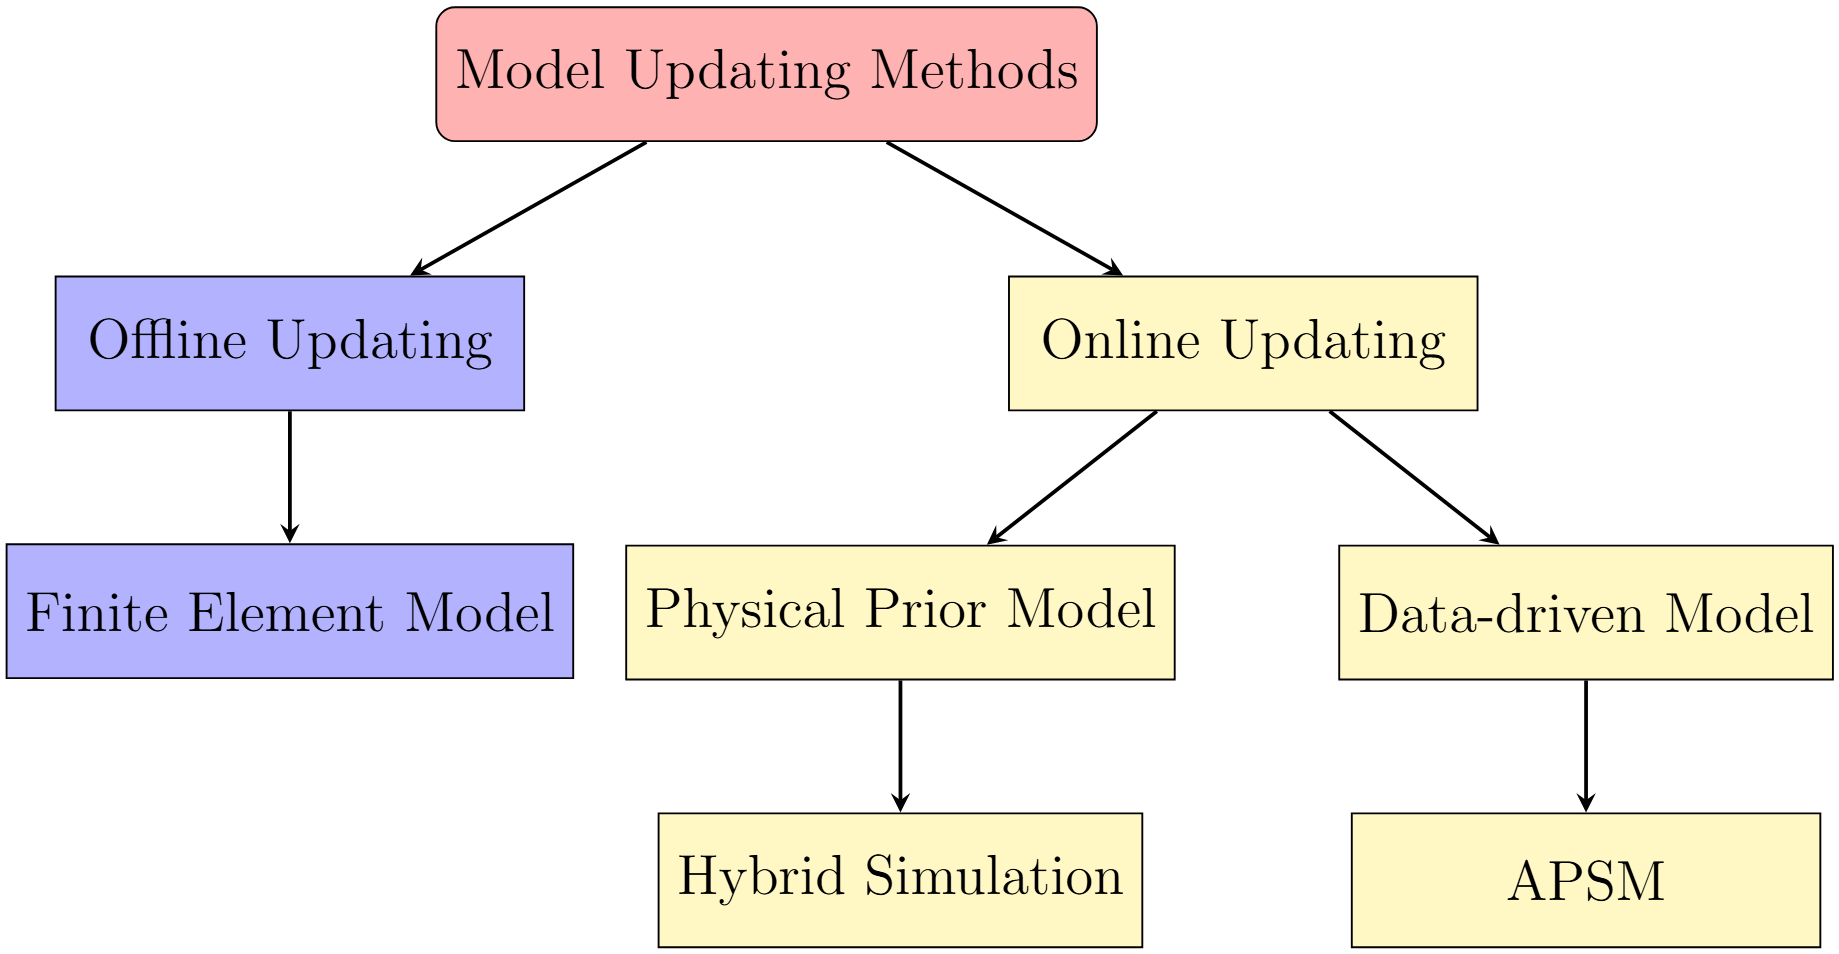 Model Updating Methods
Offline Updating
Online Updating
Finite Element Model
Physical Prior Model
Data-driven Model
Hybrid Simulation
APSM